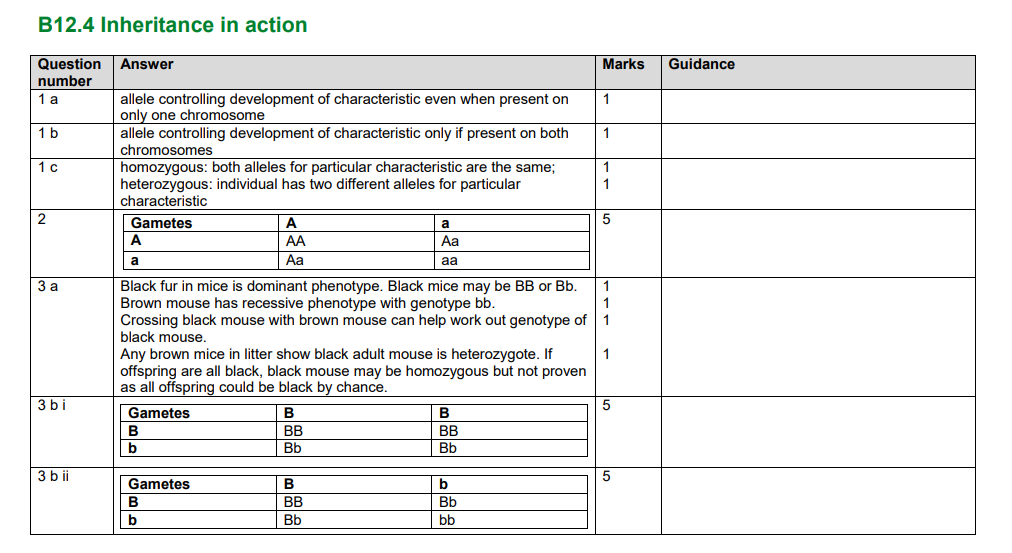 B12.4 Inheritance in action
Question number Answer Marks Guidance
1 a allele controlling development of characteristic even when present on 1
only one chromosome
1 b allele controlling development of characteristic only if present on both 1
chromosomes
1 c homozygous: both alleles for particular characteristic are the same; 1
heterozygous: individual has two different alleles for particular 1
characteristic
2 5
Gametes A a
A AA Aa
a Aa aa
3 a Black fur in mice is dominant phenotype. Black mice may be BB or Bb. 1
Brown mouse has recessive phenotype with genotype bb. 1
Crossing black mouse with brown mouse can help work out genotype of 1
black mouse.
Any brown mice in litter show black adult mouse is heterozygote. If 1
offspring are all black, black mouse may be homozygous but not proven
as all offspring could be black by chance.
3 b i 5
Gametes B B
B BB BB
b Bb Bb
3 b ii 5
Gametes B b
B BB Bb
b Bb bb